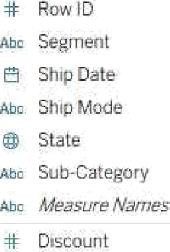 # Row ID
Abc Segment
Ship Date
Abc Ship Mode
State
Abc Sub-Category
Abc Measure Names
# Discount